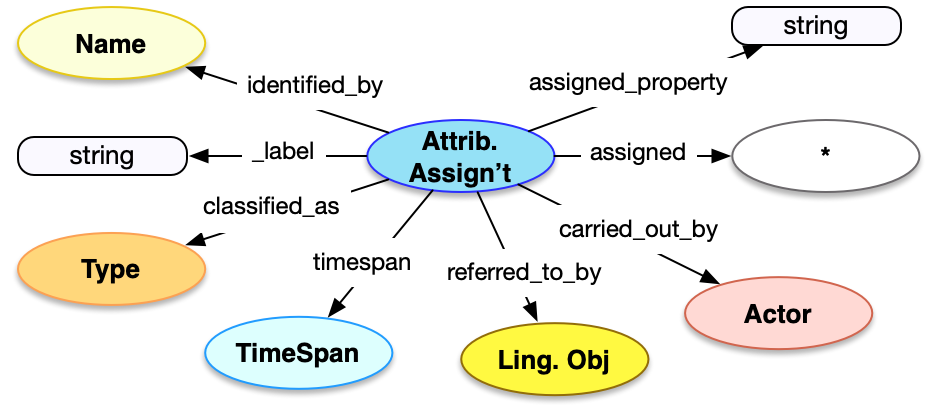 string
Name
assigned_property
identified_by
Attrib.
Assign’t
string
_label
assigned
*
classified_as
carried_out_by
Type
timespan
referred_to_by
Actor
TimeSpan
Ling. Obj